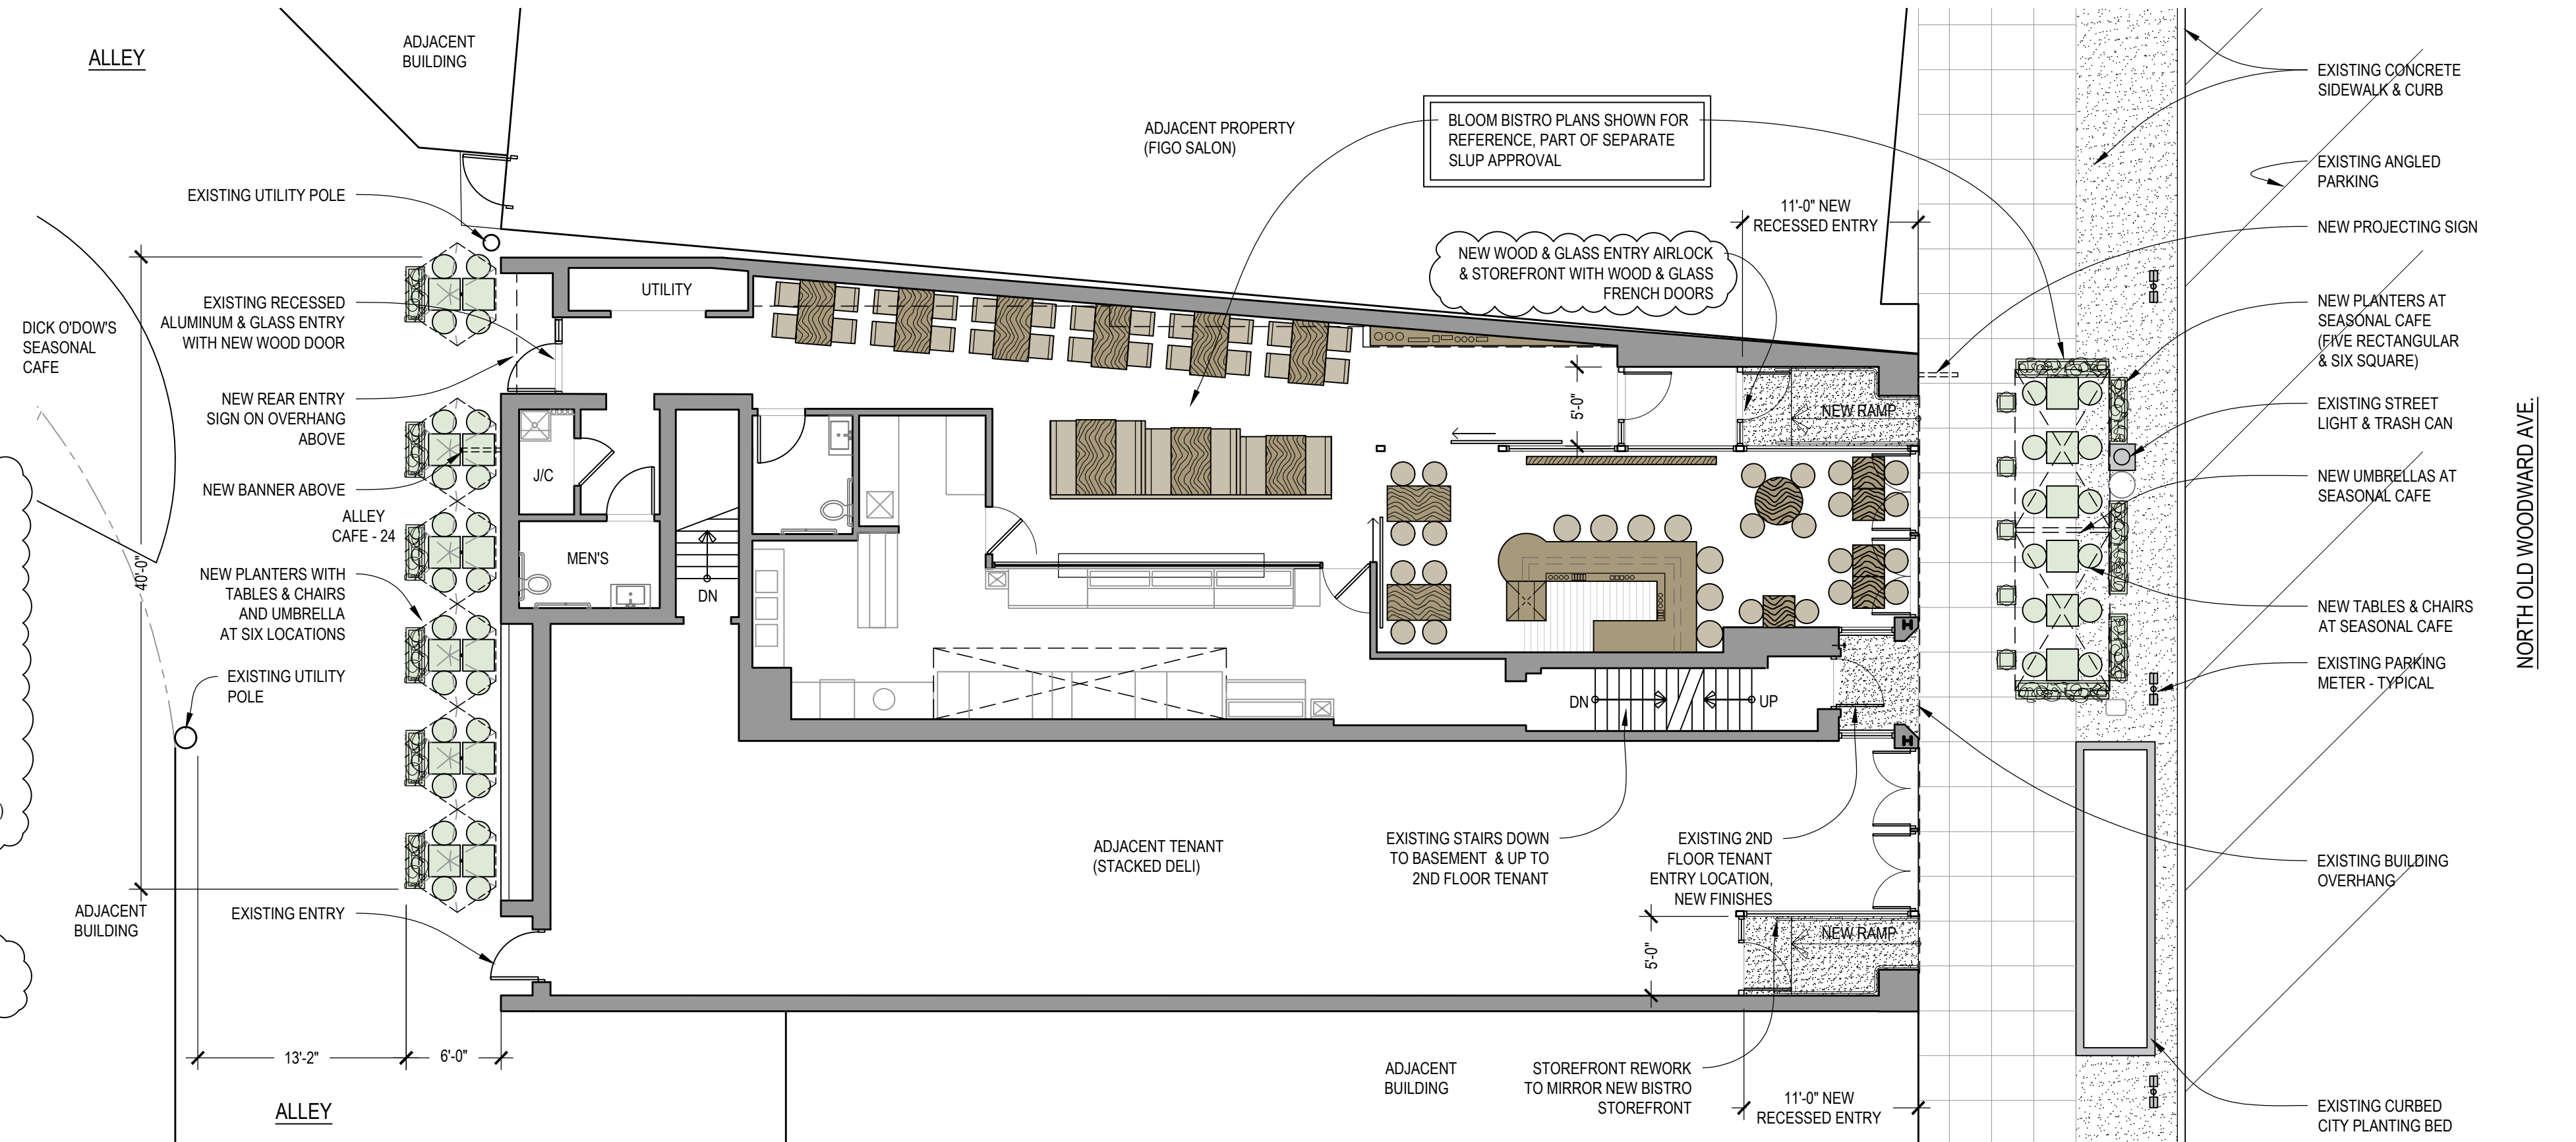 ALLEY
ADJACENT
BUILDING
EXISTING UTILITY POLE
EXISTING RECESSED
ALUMINUM & GLASS ENTRY
WITH NEW WOOD DOOR
DICK O'DOW'S
SEASONAL
CAFE
NEW REAR ENTRY
SIGN ON OVERHANG
ABOVE
NEW BANNER ABOVE
ALLEY
CAFE - 24
40'-0"
NEW PLANTERS WITH
TABLES & CHAIRS
AND UMBRELLA
AT SIX LOCATIONS
EXISTING UTILITY
POLE
ADJACENT
BUILDING
EXISTING ENTRY
13'-2"
6'-0"
ALLEY
UTILITY
J/C
MEN'S
DN
ADJACENT PROPERTY
(FIGO SALON)
BLOOM BISTRO PLANS SHOWN FOR
REFERENCE, PART OF SEPARATE
SLUP APPROVAL
11'-0" NEW
RECESSED ENTRY
NEW WOOD & GLASS ENTRY AIRLOCK
& STOREFRONT WITH WOOD & GLASS
FRENCH DOORS
5'-0"
NEW RAMP
DN
UP
ADJACENT TENANT
(STACKED DELI)
EXISTING STAIRS DOWN
TO BASEMENT & UP TO
2ND FLOOR TENANT
EXISTING 2ND
FLOOR TENANT
ENTRY LOCATION,
NEW FINISHES
5'-0"
NEW RAMP
ADJACENT
BUILDING
STOREFRONT REWORK
TO MIRROR NEW BISTRO
STOREFRONT
11'-0" NEW
RECESSED ENTRY
EXISTING CONCRETE
SIDEWALK & CURB
EXISTING ANGLED
PARKING
NEW PROJECTING SIGN
NEW PLANTERS AT
SEASONAL CAFE
(FIVE RECTANGULAR
& SIX SQUARE)
EXISTING STREET
LIGHT & TRASH CAN
NEW UMBRELLAS AT
SEASONAL CAFE
NEW TABLES & CHAIRS
AT SEASONAL CAFE
EXISTING PARKING
METER - TYPICAL
EXISTING BUILDING
OVERHANG
EXISTING CURBED
CITY PLANTING BED
NORTH OLD WOODWARD AVE.